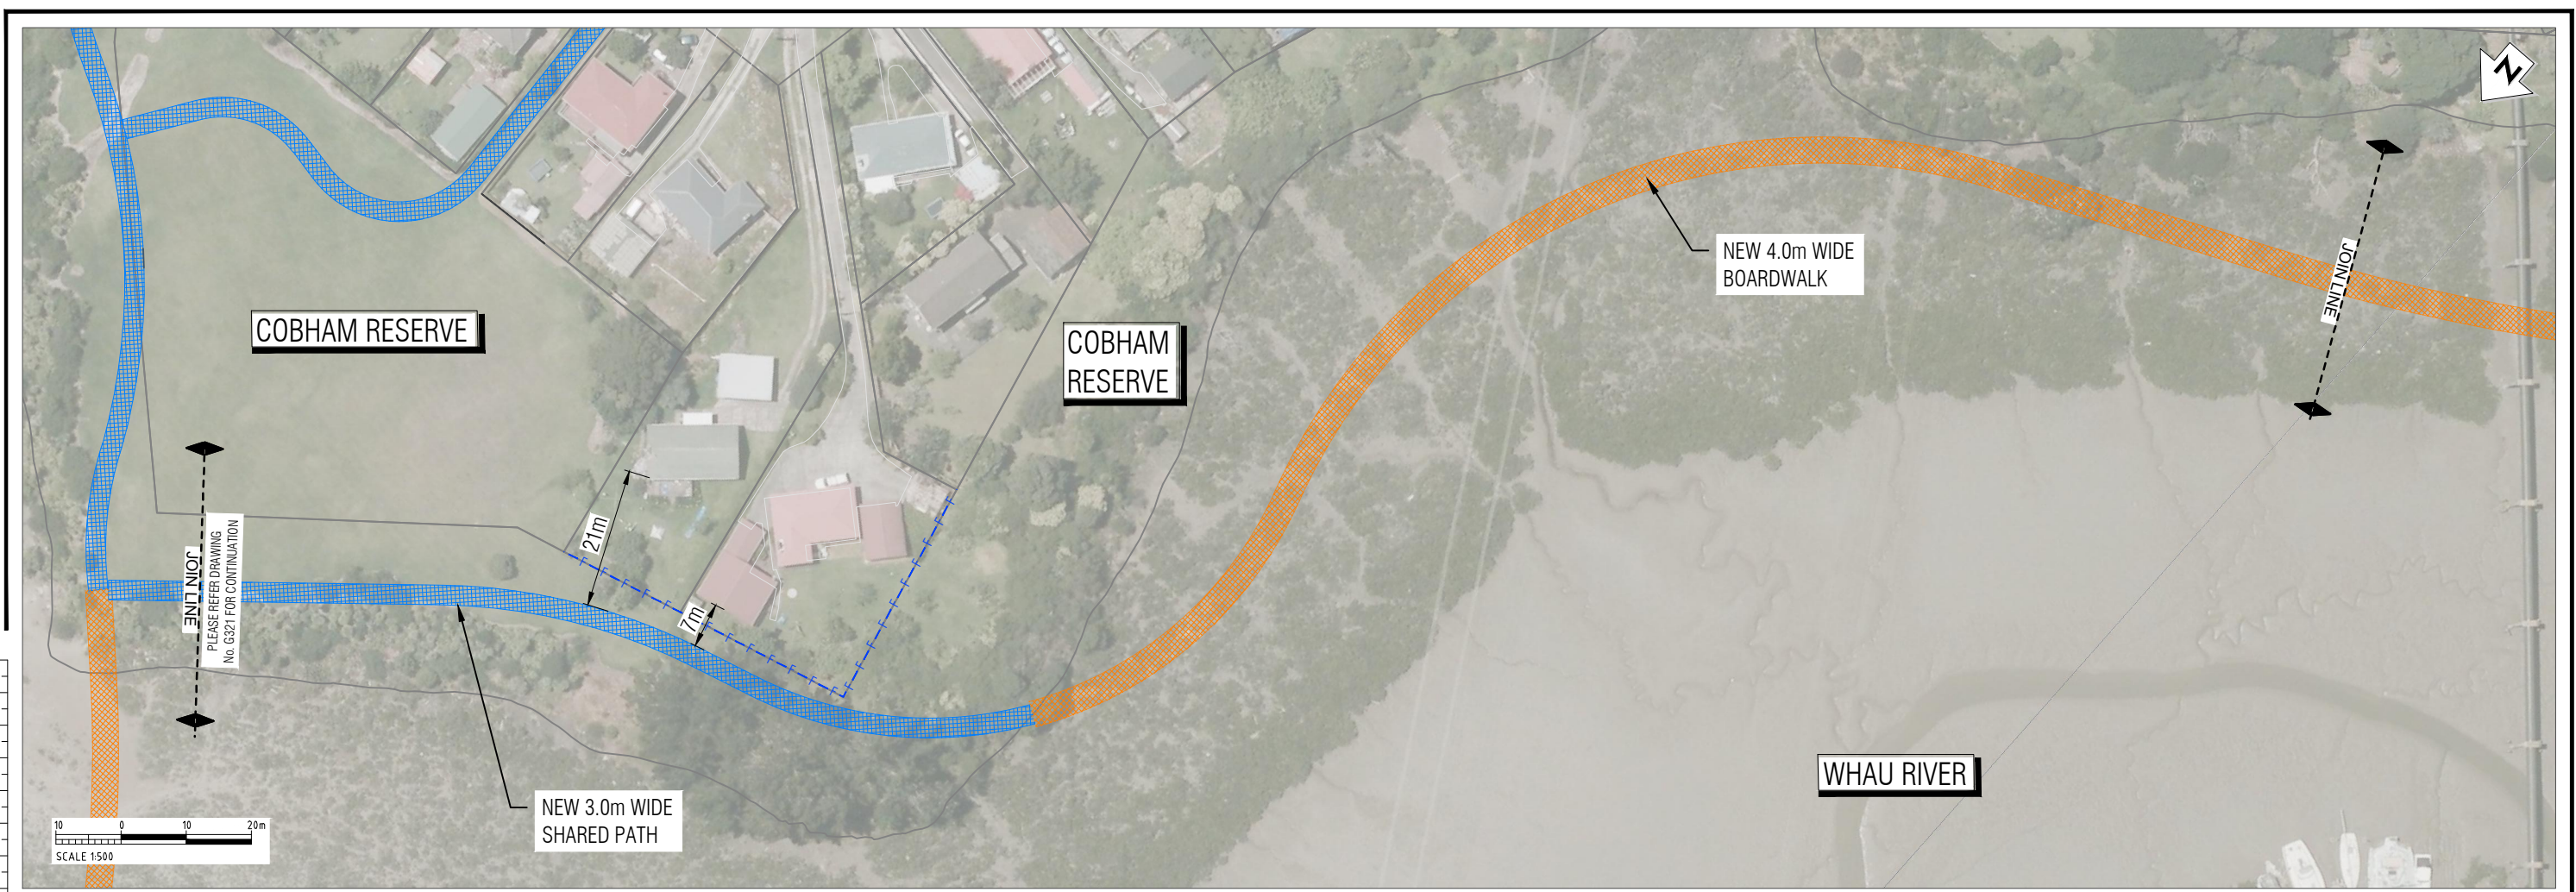 N
COBHAM RESERVE
COBHAM
RESERVE
NEW 4.0m WIDE
BOARDWALK
JOIN LINE
JOIN LINE
PLEASE REFER DRAWING
No. G321 FOR CONTINUATION
21m
7m
F F F F F F F F F F F
F F F F F F F
NEW 3.0m WIDE
SHARED PATH
WHAU RIVER
10 0 10 20m
SCALE 1:500